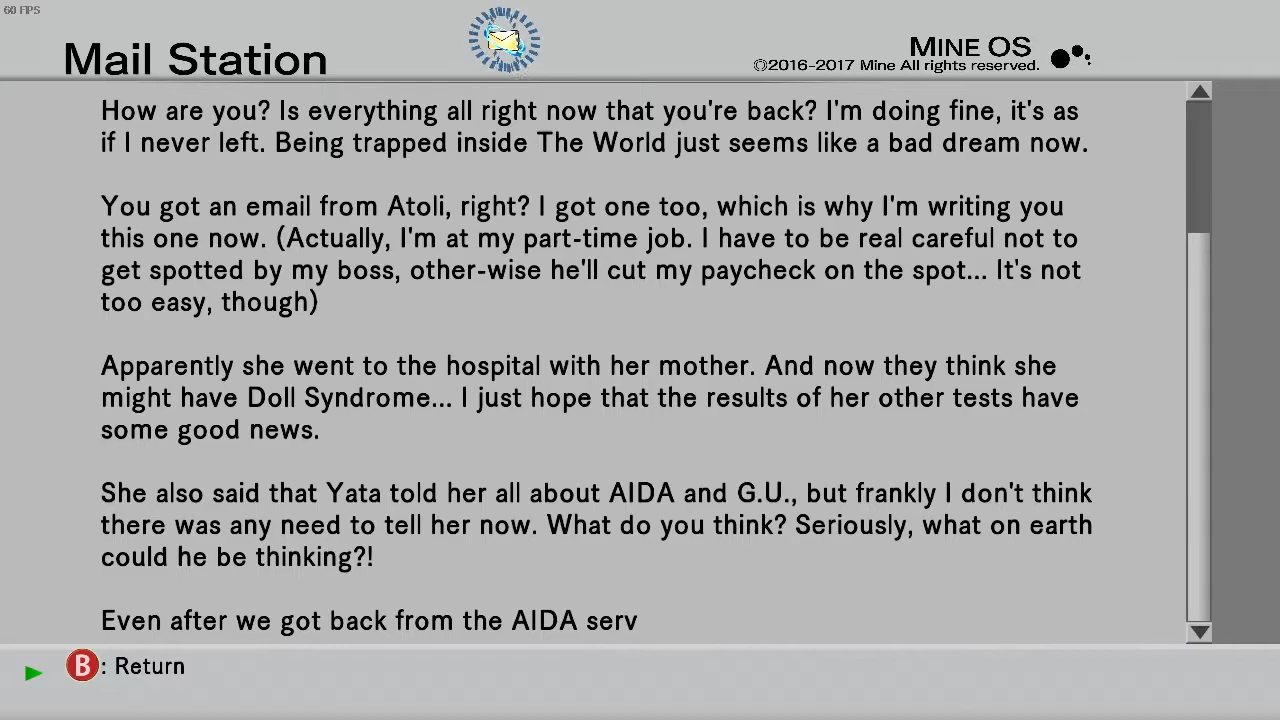 60 FPS
Mail Station
MINE OS
©2016-2017 Mine All rights reserved.
How are you? Is everything all right now that you're back? I'm doing fine, it's as
if I never left. Being trapped inside The World just seems like a bad dream now.
You got an email from Atoli, right? I got one too, which is why I'm writing you
this one now. (Actually, I'm at my part-time job. I have to be real careful not to
get spotted by my boss, other-wise he'll cut my paycheck on the spot... It's not
too easy, though)
Apparently she went to the hospital with her mother. And now they think she
might have Doll Syndrome... I just hope that the results of her other tests have
some good news.
She also said that Yata told her all about AIDA and G.U., but frankly I don't think
there was any need to tell her now. What do you think? Seriously, what on earth
could he be thinking?!
Even after we got back from the AIDA serv
B: Return